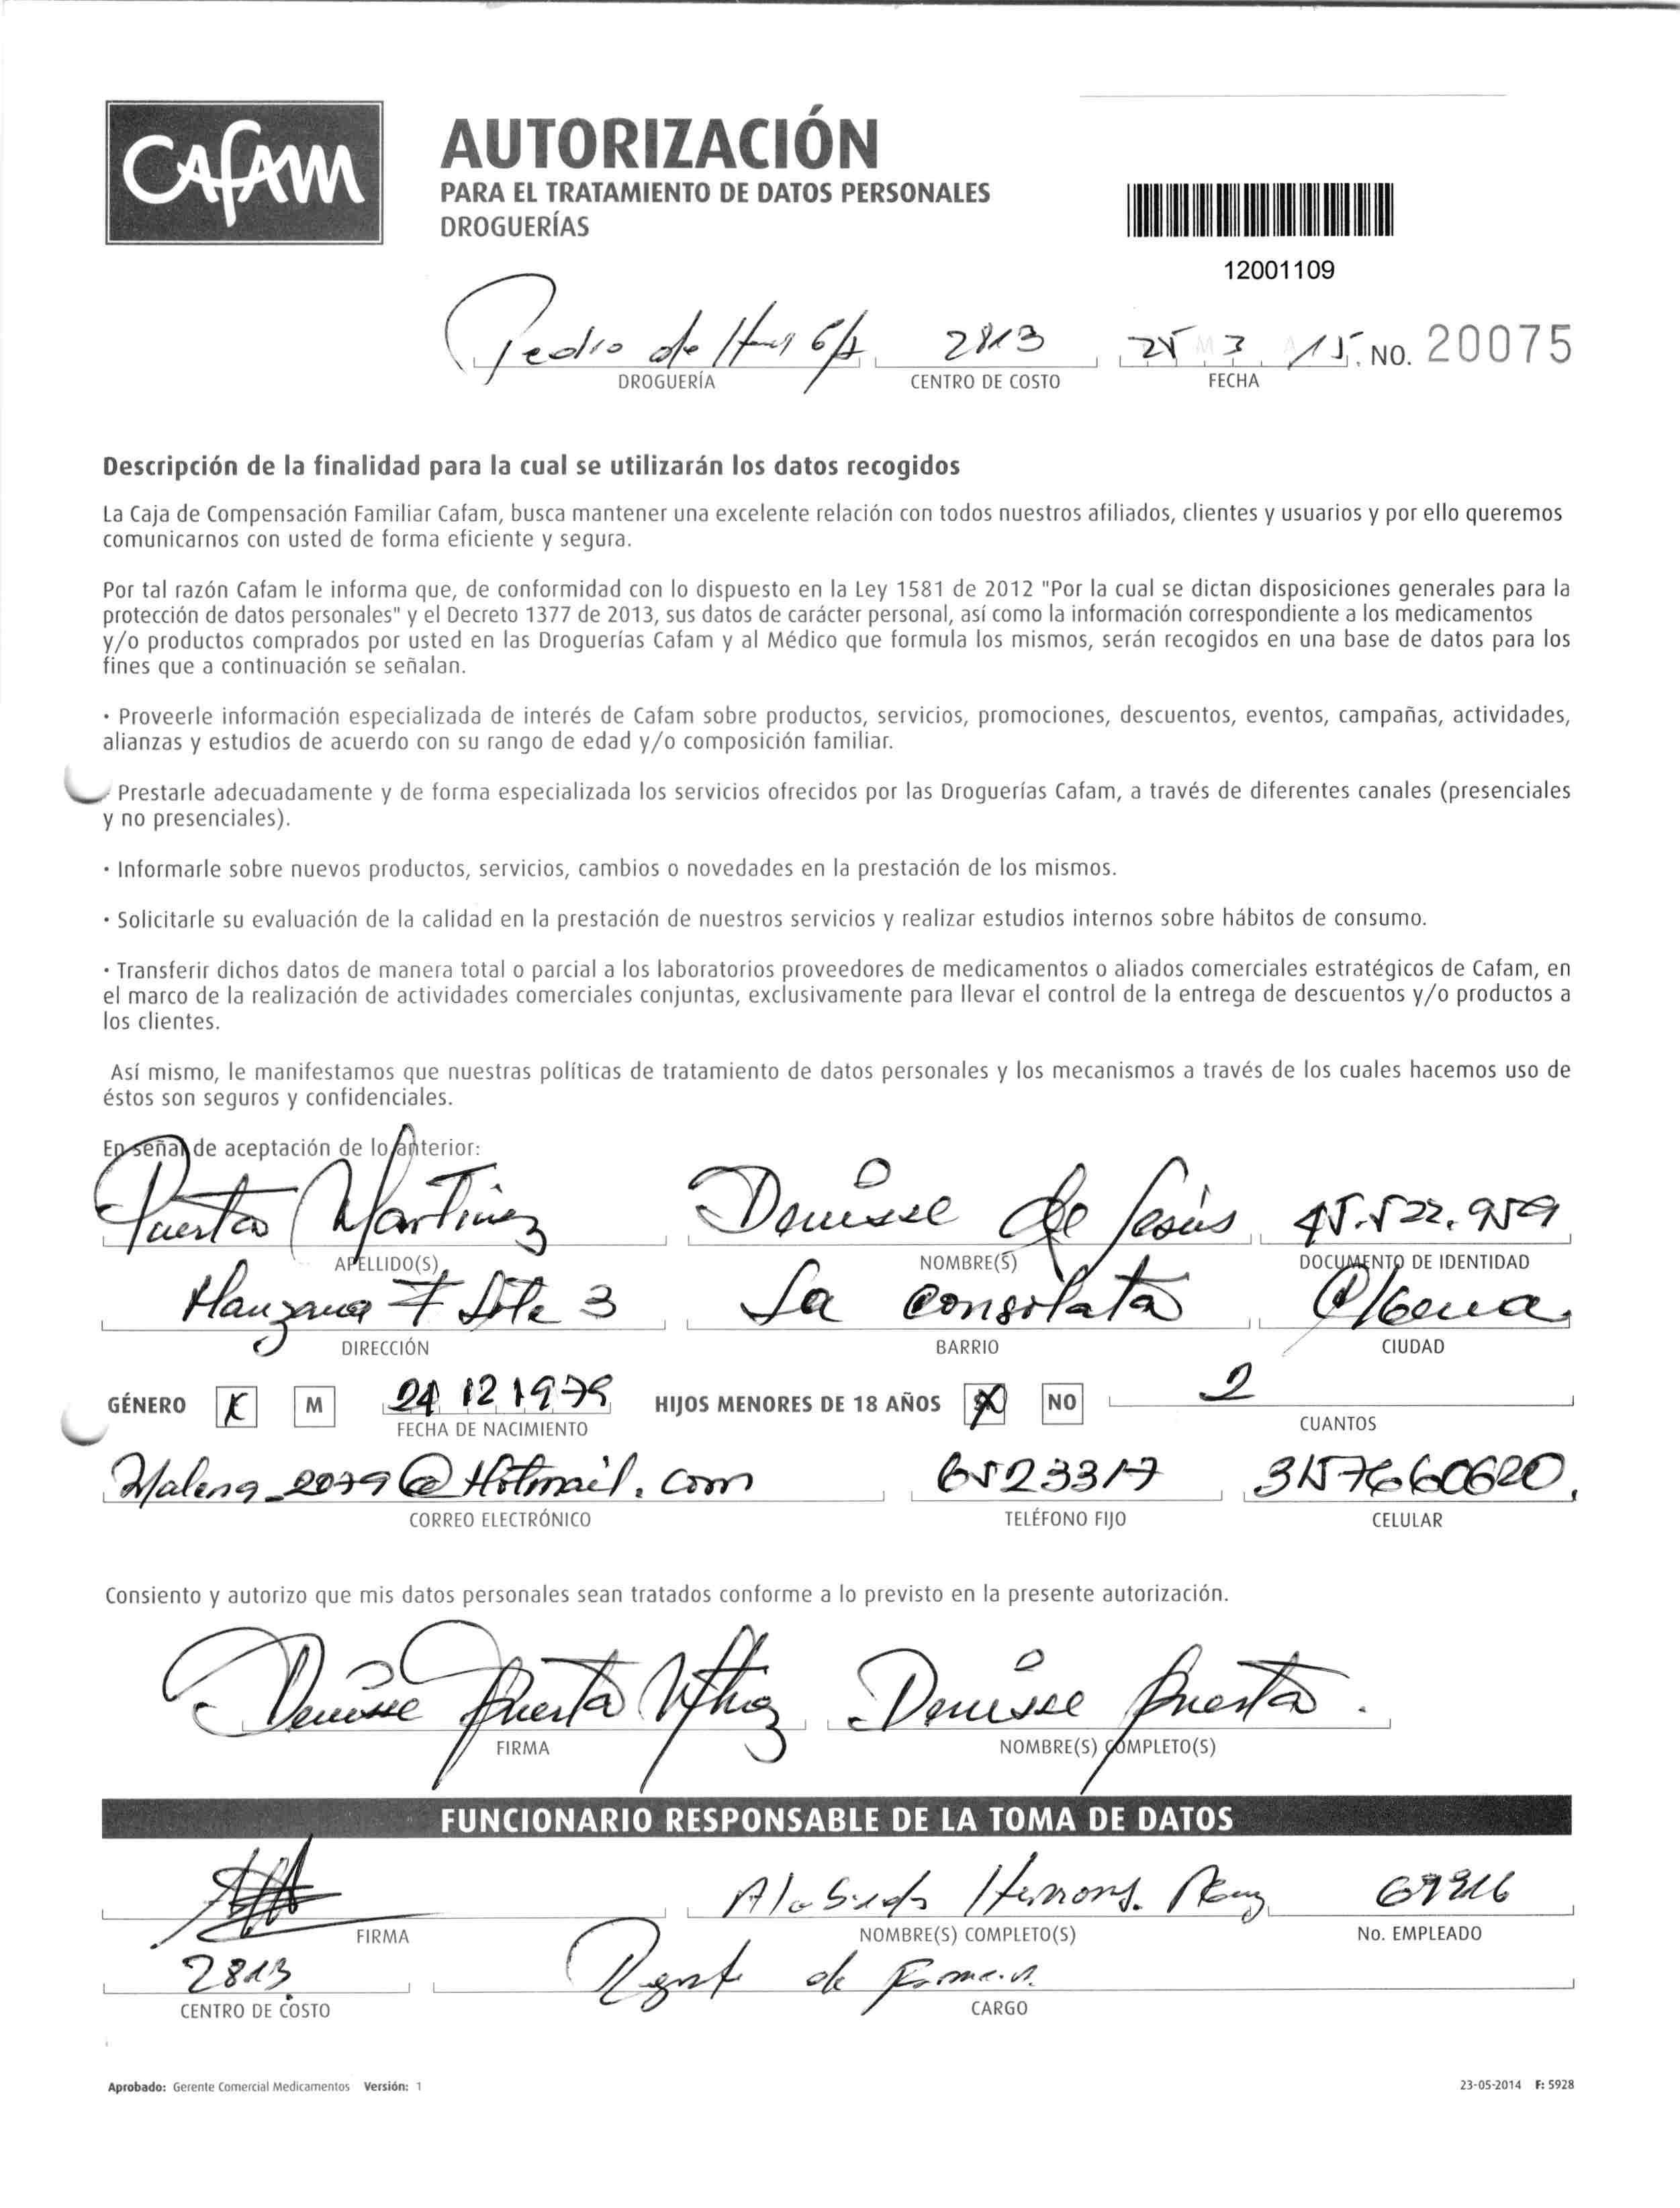 Cafam
AUTORIZACIÓN
PARA EL TRATAMIENTO DE DATOS PERSONALES
DROGUERÍAS
12001109
Pedro de 2813 25 3 15. NO. 20075
DROGUERÍA CENTRO DE COSTO FECHA
Descripción de la finalidad para la cual se utilizarán los datos recogidos
La Caja de Compensación Familiar Cafam, busca mantener una excelente relación con todos nuestros afiliados, clientes y usuarios y por ello queremos
comunicarnos con usted de forma eficiente y segura.
Por tal razón Cafam le informa que, de conformidad con lo dispuesto en la Ley 1581 de 2012 "Por la cual se dictan disposiciones generales para la
protección de datos personales" y el Decreto 1377 de 2013, sus datos de carácter personal, así como la información correspondiente a los medicamentos
y/o productos comprados por usted en las Droguerías Cafam y al Médico que formula los mismos, serán recogidos en una base de datos para los
fines que a continuación se señalan.
· Proveerle información especializada de interés de Cafam sobre productos, servicios, promociones, descuentos, eventos, campañas, actividades,
alianzas y estudios de acuerdo con su rango de edad y/o composición familiar.
· Prestarle adecuadamente y de forma especializada los servicios ofrecidos por las Droguerías Cafam, a través de diferentes canales (presenciales
y no presenciales).
· Informarle sobre nuevos productos, servicios, cambios o novedades en la prestación de los mismos.
· Solicitarle su evaluación de la calidad en la prestación de nuestros servicios y realizar estudios internos sobre hábitos de consumo.
· Transferir dichos datos de manera total o parcial a los laboratorios proveedores de medicamentos o aliados comerciales estratégicos de Cafam, en
el marco de la realización de actividades comerciales conjuntas, exclusivamente para llevar el control de la entrega de descuentos y/o productos a
los clientes.
Así mismo, le manifestamos que nuestras políticas de tratamiento de datos personales y los mecanismos a través de los cuales hacemos uso de
éstos son seguros y confidenciales.
En señal de aceptación de lo anterior:
Puerta Martinez Denisse de Jesús 45.522.959
APELLIDO(S) NOMBRE(S) DOCUMENTO DE IDENTIDAD
Manzana 7 Lote 3 La Consolata C/gena
DIRECCIÓN BARRIO CIUDAD
GÉNERO M 24 12 1979 HIJOS MENORES DE 18 AÑOS NO 2
FECHA DE NACIMIENTO CUANTOS
Malena_2079@Hotmail.com 6523317 3157660620
CORREO ELECTRÓNICO TELÉFONO FIJO CELULAR
Consiento y autorizo que mis datos personales sean tratados conforme a lo previsto en la presente autorización.
Denisse Puerta Mtnez Denisse Puerta.
FIRMA NOMBRE(S) COMPLETO(S)
FUNCIONARIO RESPONSABLE DE LA TOMA DE DATOS
FIRMA NOMBRE(S) COMPLETO(S) No. EMPLEADO
2813 Regente de
CENTRO DE COSTO CARGO
Aprobado: Gerente Comercial Medicamentos Versión: 1 23-05-2014 F: 5928